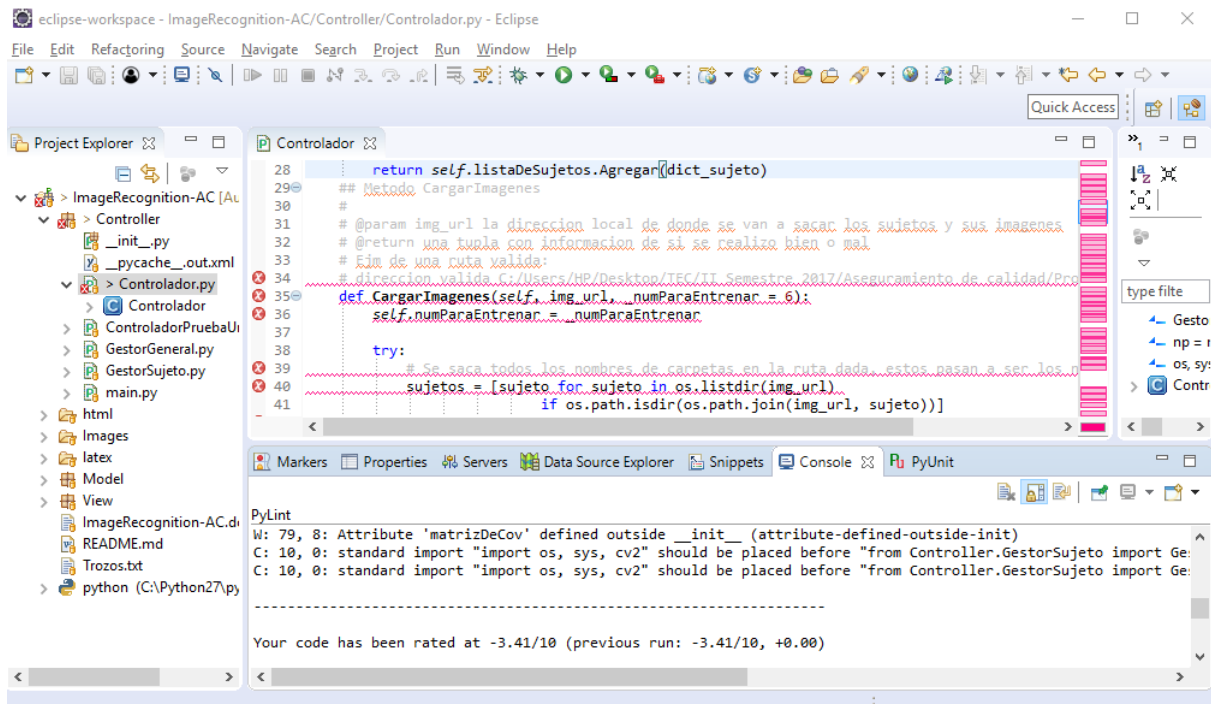 eclipse-workspace - ImageRecognition-AC/Controller/Controlador.py - Eclipse
File Edit Refactoring Source Navigate Search Project Run Window Help
Quick Access
Project Explorer
> ImageRecognition-AC [Au
> Controller
__init__.py
__pycache__.out.xml
> Controlador.py
Controlador
ControladorPruebaUı
GestorGeneral.py
GestorSujeto.py
main.py
html
Images
latex
Model
View
ImageRecognition-AC.de
README.md
Trozos.txt
python (C:\Python27\py
Controlador
28 return self.listaDeSujetos.Agregar(dict_sujeto)
29 ## Metodo CargarImagenes
30 #
31 # @param img_url la direccion local de donde se van a sacar los sujetos y sus imagenes
32 # @return una tupla con informacion de si se realizo bien o mal
33 # Ejm de una ruta valida:
34 # direccion valida C:/Users/HP/Desktop/TEC/II Semestre 2017/Aseguramiento de calidad/Pro
35 def CargarImagenes(self, img_url, _numParaEntrenar = 6):
36 self.numParaEntrenar = _numParaEntrenar
37
38 try:
39 # Se saca todos los nombres de carpetas en la ruta dada, estos pasan a ser los n
40 sujetos = [sujeto for sujeto in os.listdir(img_url)
41 if os.path.isdir(os.path.join(img_url, sujeto))]
type filte
Gesto
np = r
os, sy
Contr
Markers Properties Servers Data Source Explorer Snippets Console PyUnit
PyLint
W: 79, 8: Attribute 'matrizDeCov' defined outside __init__ (attribute-defined-outside-init)
C: 10, 0: standard import "import os, sys, cv2" should be placed before "from Controller.GestorSujeto import Ge
C: 10, 0: standard import "import os, sys, cv2" should be placed before "from Controller.GestorSujeto import Ge
--------------------------------------------------------------------
Your code has been rated at -3.41/10 (previous run: -3.41/10, +0.00)